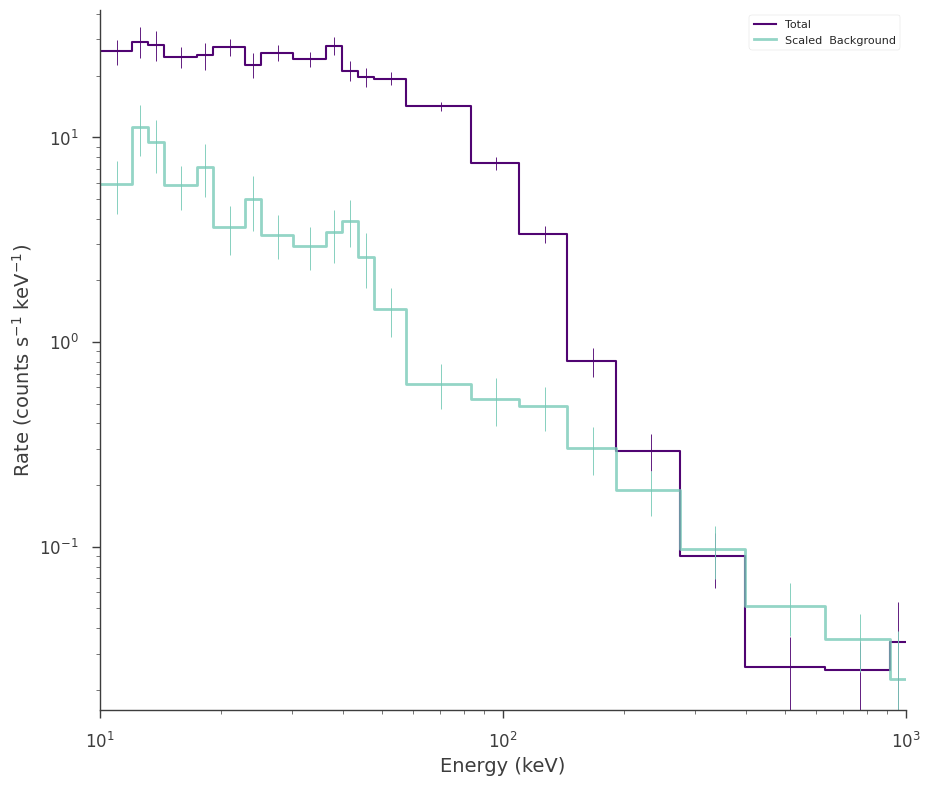 Total
Scaled  Background
10¹
10⁰
10⁻¹
Rate (counts s⁻¹ keV⁻¹)
10¹
10²
10³
Energy (keV)